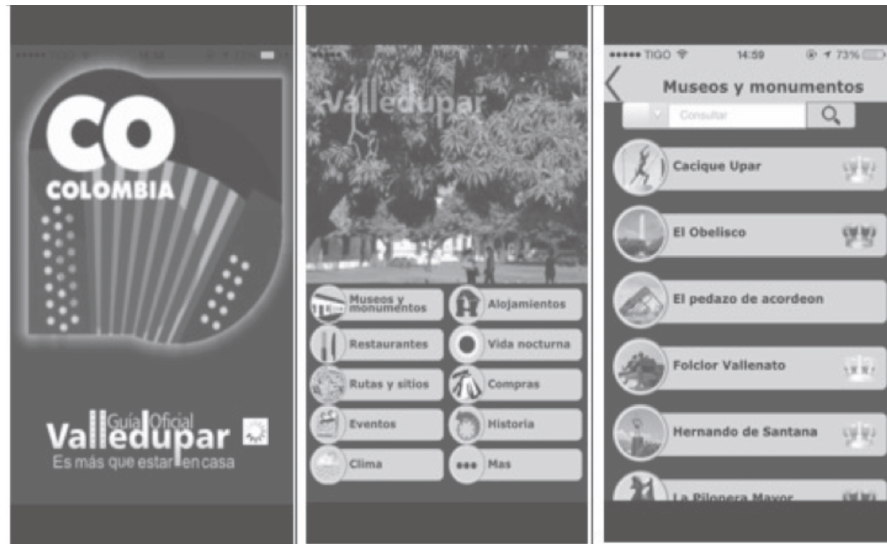 CO
COLOMBIA
Guía Oficial
Valledupar
Es más que estar en casa
Valledupar
Museos y
monumentos
Alojamientos
Restaurantes
Vida nocturna
Rutas y sitios
Compras
Eventos
Historia
Clima
Mas
TIGO 14:59 73%
Museos y monumentos
Consultar
Cacique Upar
El Obelisco
El pedazo de acordeon
Folclor Vallenato
Hernando de Santana
La Pilonera Mayor